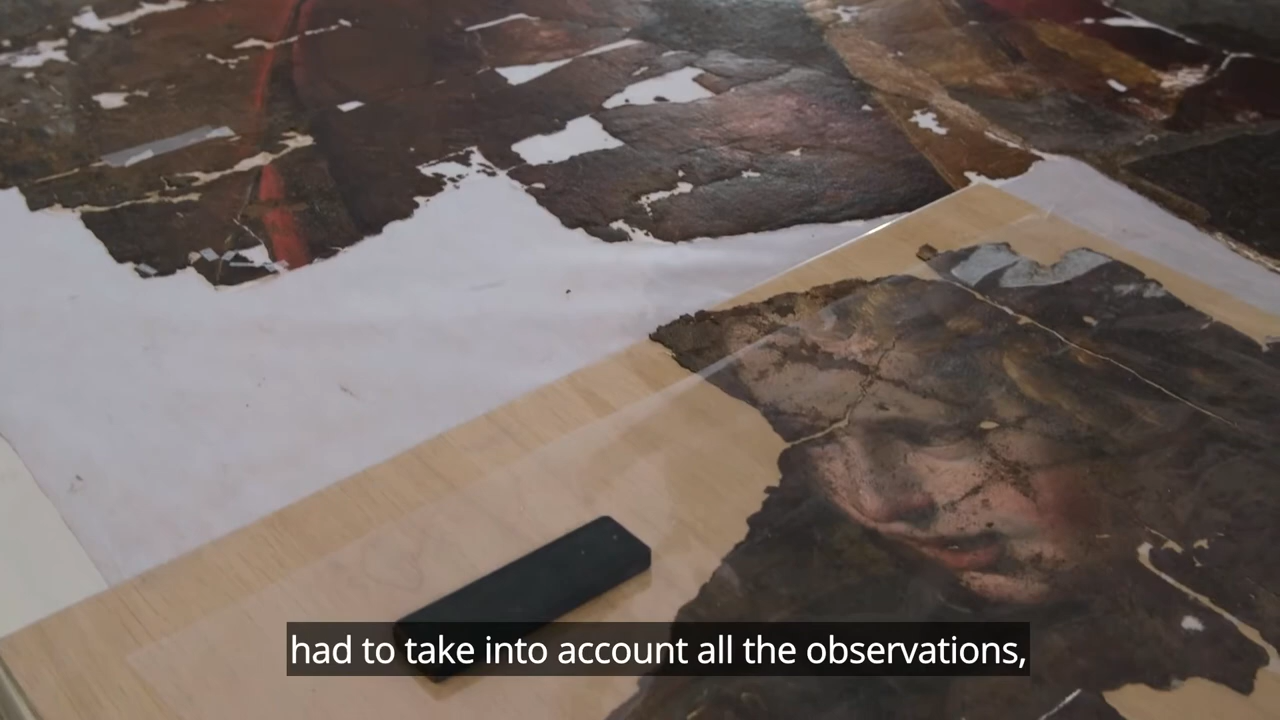 had to take into account all the observations,